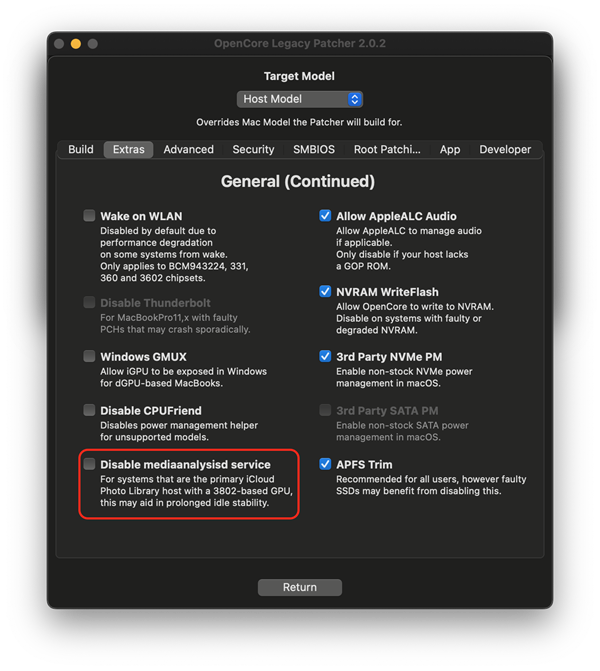 OpenCore Legacy Patcher 2.0.2
Target Model
Host Model
Overrides Mac Model the Patcher will build for.
Build Extras Advanced Security SMBIOS Root Patchi... App Developer
General (Continued)
Wake on WLAN
Disabled by default due to
performance degradation
on some systems from wake.
Only applies to BCM943224, 331,
360 and 3602 chipsets.
Disable Thunderbolt
For MacBookPro11,x with faulty
PCHs that may crash sporadically.
Windows GMUX
Allow iGPU to be exposed in Windows
for dGPU-based MacBooks.
Disable CPUFriend
Disables power management helper
for unsupported models.
Disable mediaanalysisd service
For systems that are the primary iCloud
Photo Library host with a 3802-based GPU,
this may aid in prolonged idle stability.
Allow AppleALC Audio
Allow AppleALC to manage audio
if applicable.
Only disable if your host lacks
a GOP ROM.
NVRAM WriteFlash
Allow OpenCore to write to NVRAM.
Disable on systems with faulty or
degraded NVRAM.
3rd Party NVMe PM
Enable non-stock NVMe power
management in macOS.
3rd Party SATA PM
Enable non-stock SATA power
management in macOS.
APFS Trim
Recommended for all users, however faulty
SSDs may benefit from disabling this.
Return